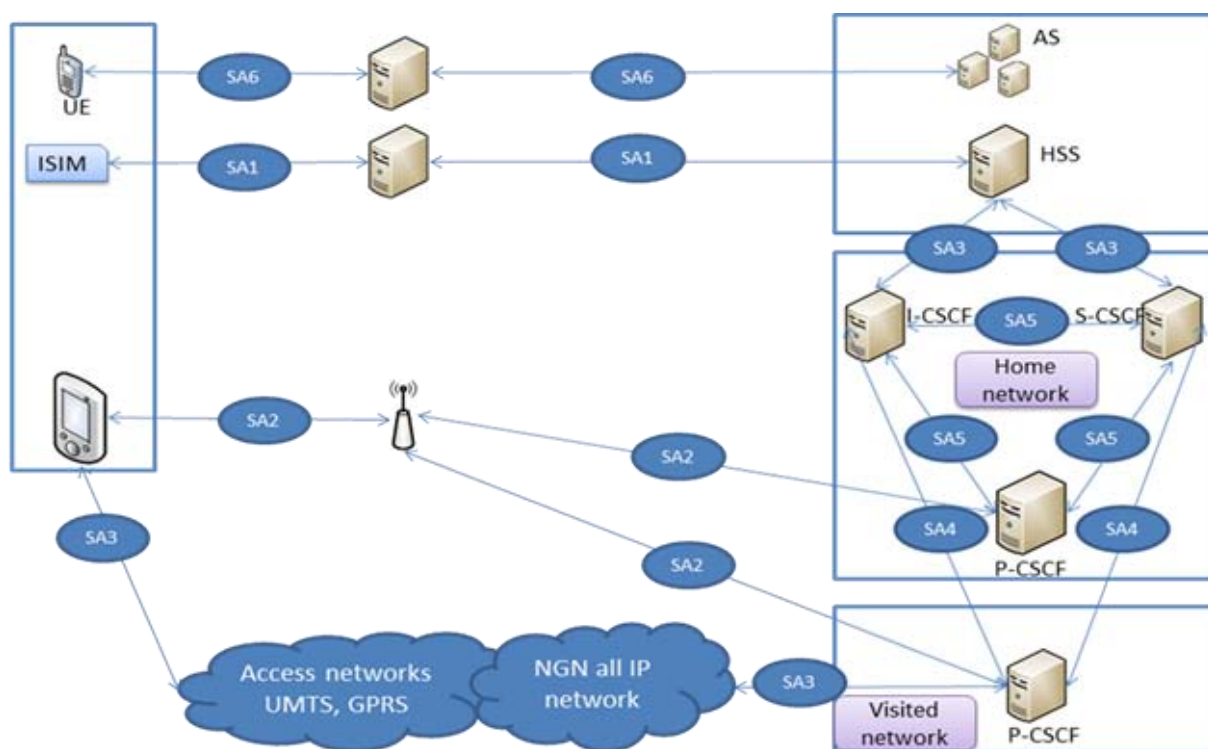 AS
SA6
SA6
UE
ISIM
SA1
SA1
HSS
SA3
SA3
I-CSCF
SA5
S-CSCF
Home
network
SA2
SA5
SA5
SA2
SA3
SA4
SA4
SA2
P-CSCF
Access networks
UMTS, GPRS
NGN all IP
network
SA3
Visited
network
P-CSCF